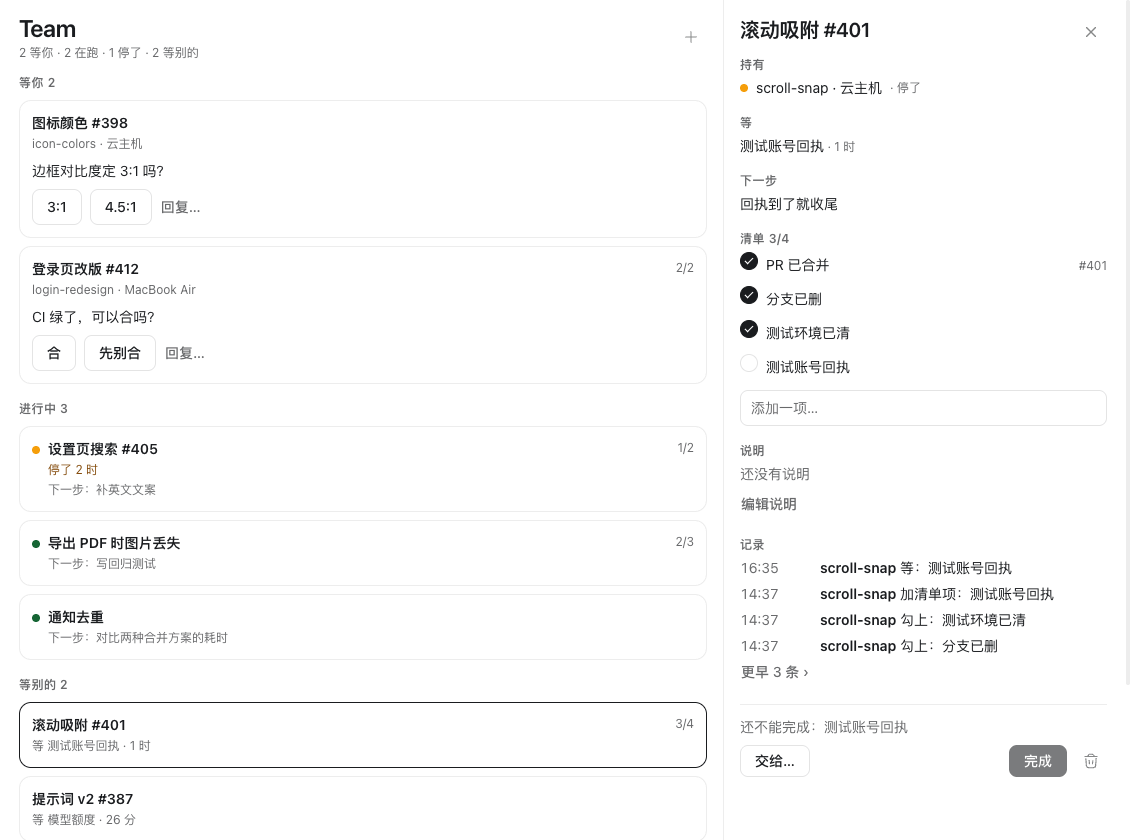 Team
2 等你 · 2 在跑 · 1 停了 · 2 等别的
等你 2
图标颜色 #398
icon-colors · 云主机
边框对比度定 3:1 吗?
3:1 4.5:1 回复...
登录页改版 #412 2/2
login-redesign · MacBook Air
CI 绿了，可以合吗?
合 先别合 回复...
进行中 3
设置页搜索 #405 1/2
停了 2 时
下一步：补英文文案
导出 PDF 时图片丢失 2/3
下一步：写回归测试
通知去重
下一步：对比两种合并方案的耗时
等别的 2
滚动吸附 #401 3/4
等 测试账号回执 · 1 时
提示词 v2 #387
等 模型额度 · 26 分
滚动吸附 #401
持有
scroll-snap · 云主机 · 停了
等
测试账号回执 · 1 时
下一步
回执到了就收尾
清单 3/4
PR 已合并 #401
分支已删
测试环境已清
测试账号回执
添加一项...
说明
还没有说明
编辑说明
记录
16:35 scroll-snap 等：测试账号回执
14:37 scroll-snap 加清单项：测试账号回执
14:37 scroll-snap 勾上：测试环境已清
14:37 scroll-snap 勾上：分支已删
更早 3 条 ›
还不能完成：测试账号回执
交给... 完成